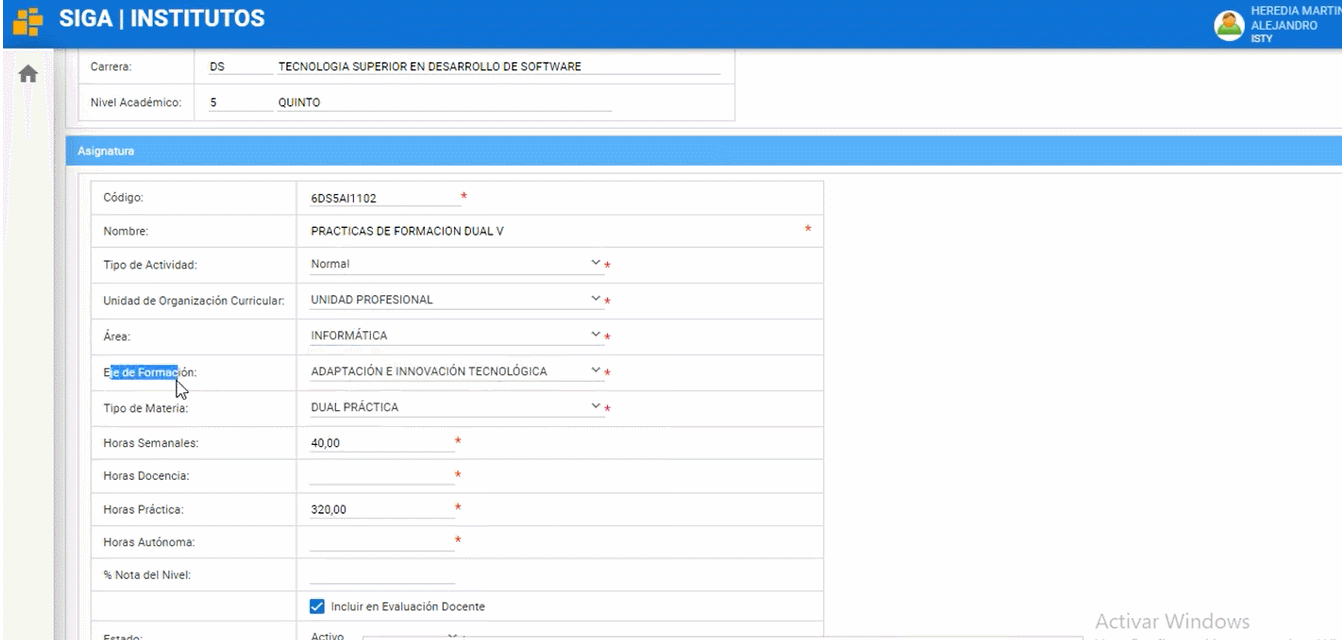 SIGA | INSTITUTOS
HEREDIA MARTIN
ALEJANDRO
ISTY
Carrera: DS TECNOLOGIA SUPERIOR EN DESARROLLO DE SOFTWARE
Nivel Académico: 5 QUINTO
Asignatura
Código: 6DS5AI1102 *
Nombre: PRACTICAS DE FORMACION DUAL V *
Tipo de Actividad: Normal *
Unidad de Organización Curricular: UNIDAD PROFESIONAL *
Área: INFORMÁTICA *
Eje de Formación: ADAPTACIÓN E INNOVACIÓN TECNOLÓGICA *
Tipo de Materia: DUAL PRÁCTICA *
Horas Semanales: 40,00 *
Horas Docencia: *
Horas Práctica: 320,00 *
Horas Autónoma: *
% Nota del Nivel:
Incluir en Evaluación Docente
Estado: Activo
Activar Windows